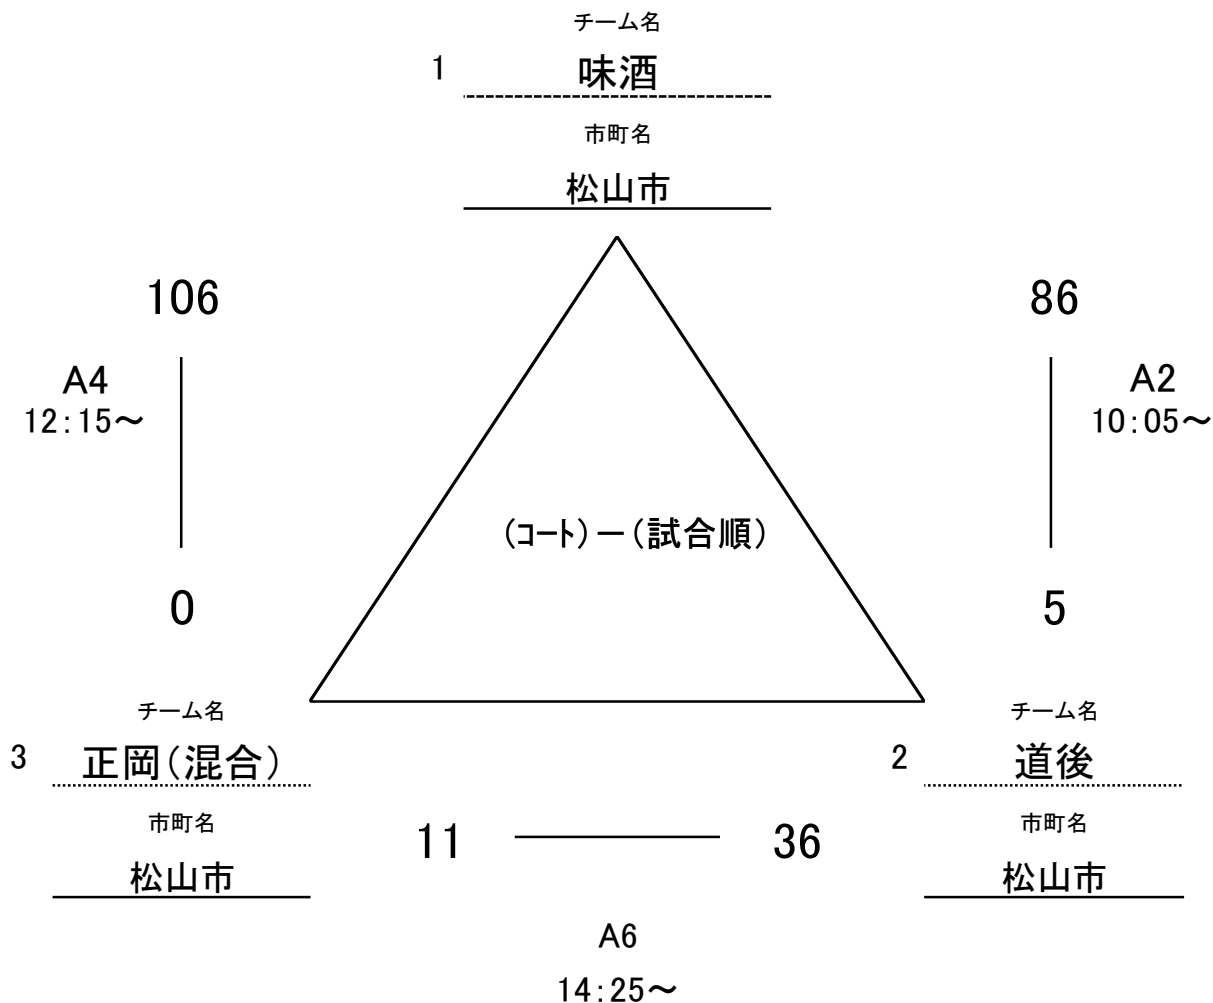 チーム名
1
味酒
市町名
松山市
106
86
A4
12:15～
A2
10:05～
(コート)－(試合順)
0
5
チーム名
3
正岡(混合)
市町名
松山市
チーム名
2
道後
市町名
松山市
11
36
A6
14:25～